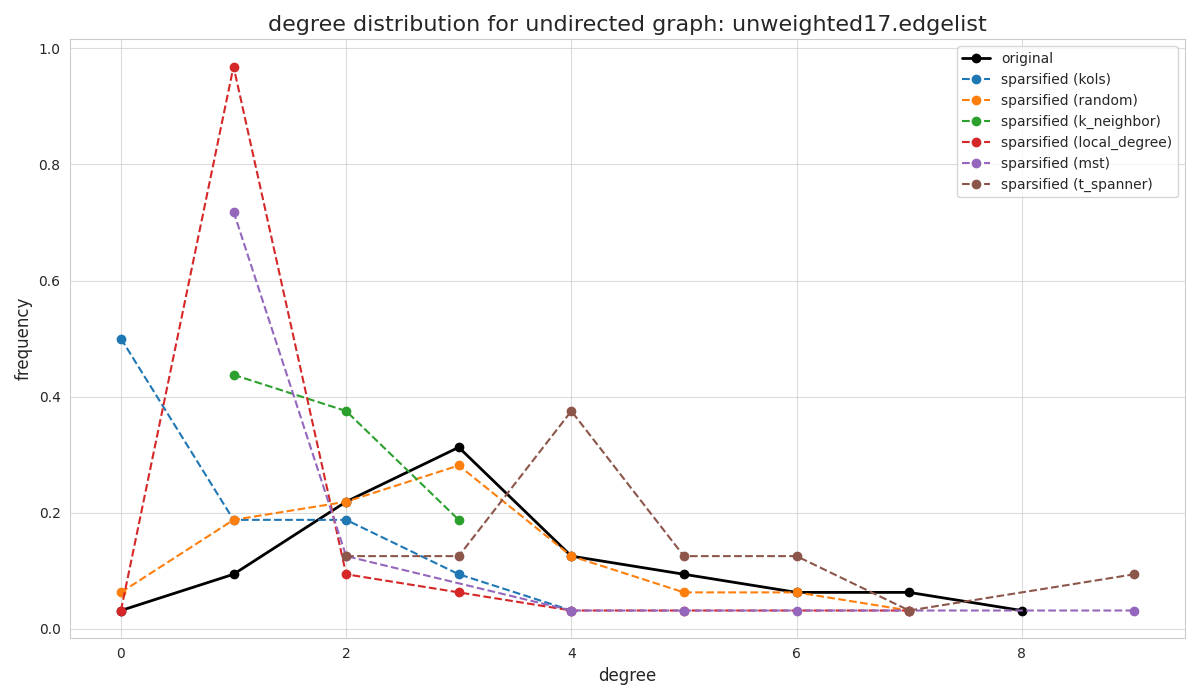 degree distribution for undirected graph: unweighted17.edgelist
original
sparsified (kols)
sparsified (random)
sparsified (k_neighbor)
sparsified (local_degree)
sparsified (mst)
sparsified (t_spanner)
frequency
1.0
0.8
0.6
0.4
0.2
0.0
0 2 4 6 8
degree